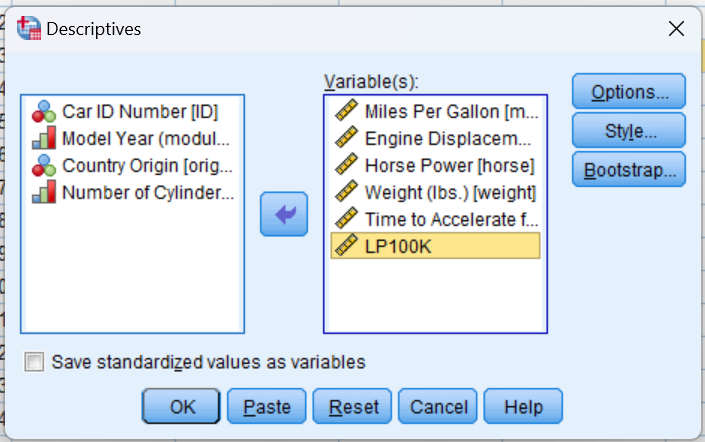 Descriptives
Variable(s):
Car ID Number [ID]
Model Year (modul...
Country Origin [orig...
Number of Cylinder...
Miles Per Gallon [m...
Engine Displacem...
Horse Power [horse]
Weight (lbs.) [weight]
Time to Accelerate f...
LP100K
Options...
Style...
Bootstrap...
Save standardized values as variables
OK Paste Reset Cancel Help